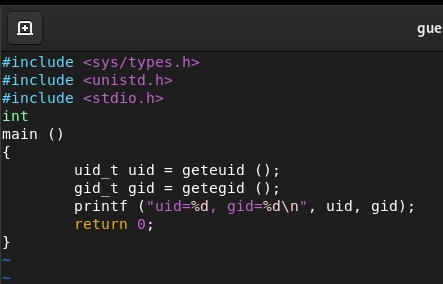 gue
#include <sys/types.h>
#include <unistd.h>
#include <stdio.h>
int
main ()
{
        uid_t uid = geteuid ();
        gid_t gid = getegid ();
        printf ("uid=%d, gid=%d\n", uid, gid);
        return 0;
}
~
~